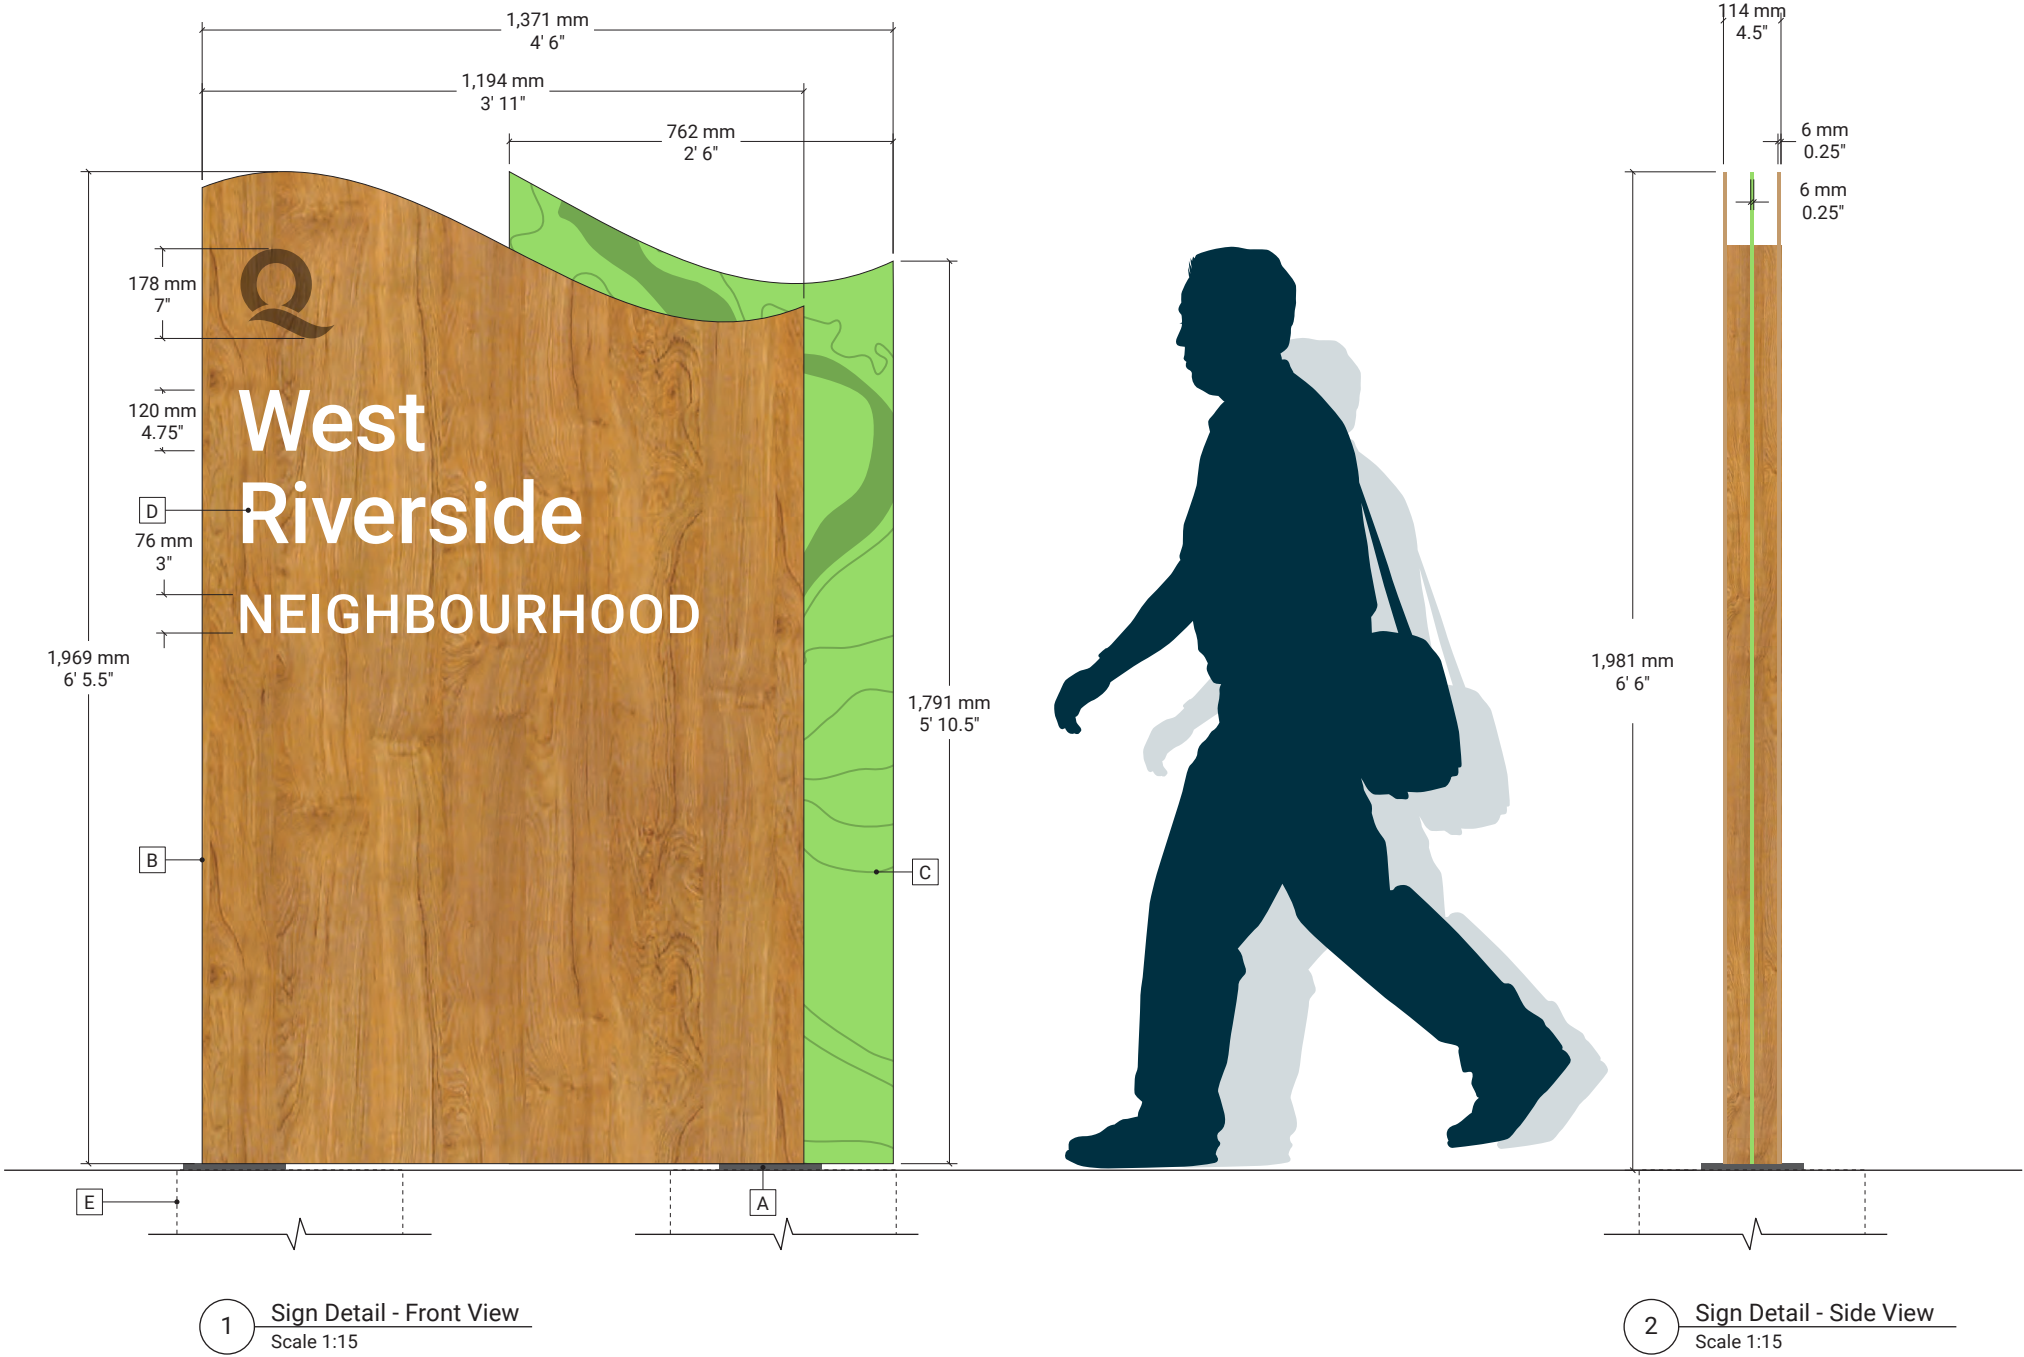 1,371 mm
4' 6"
1,194 mm
3' 11"
762 mm
2' 6"
178 mm
7"
Q
120 mm
4.75"
West
Riverside
NEIGHBOURHOOD
D
76 mm
3"
1,969 mm
6' 5.5"
1,791 mm
5' 10.5"
B
C
E
A
1
Sign Detail - Front View
Scale 1:15
114 mm
4.5"
6 mm
0.25"
6 mm
0.25"
1,981 mm
6' 6"
2
Sign Detail - Side View
Scale 1:15